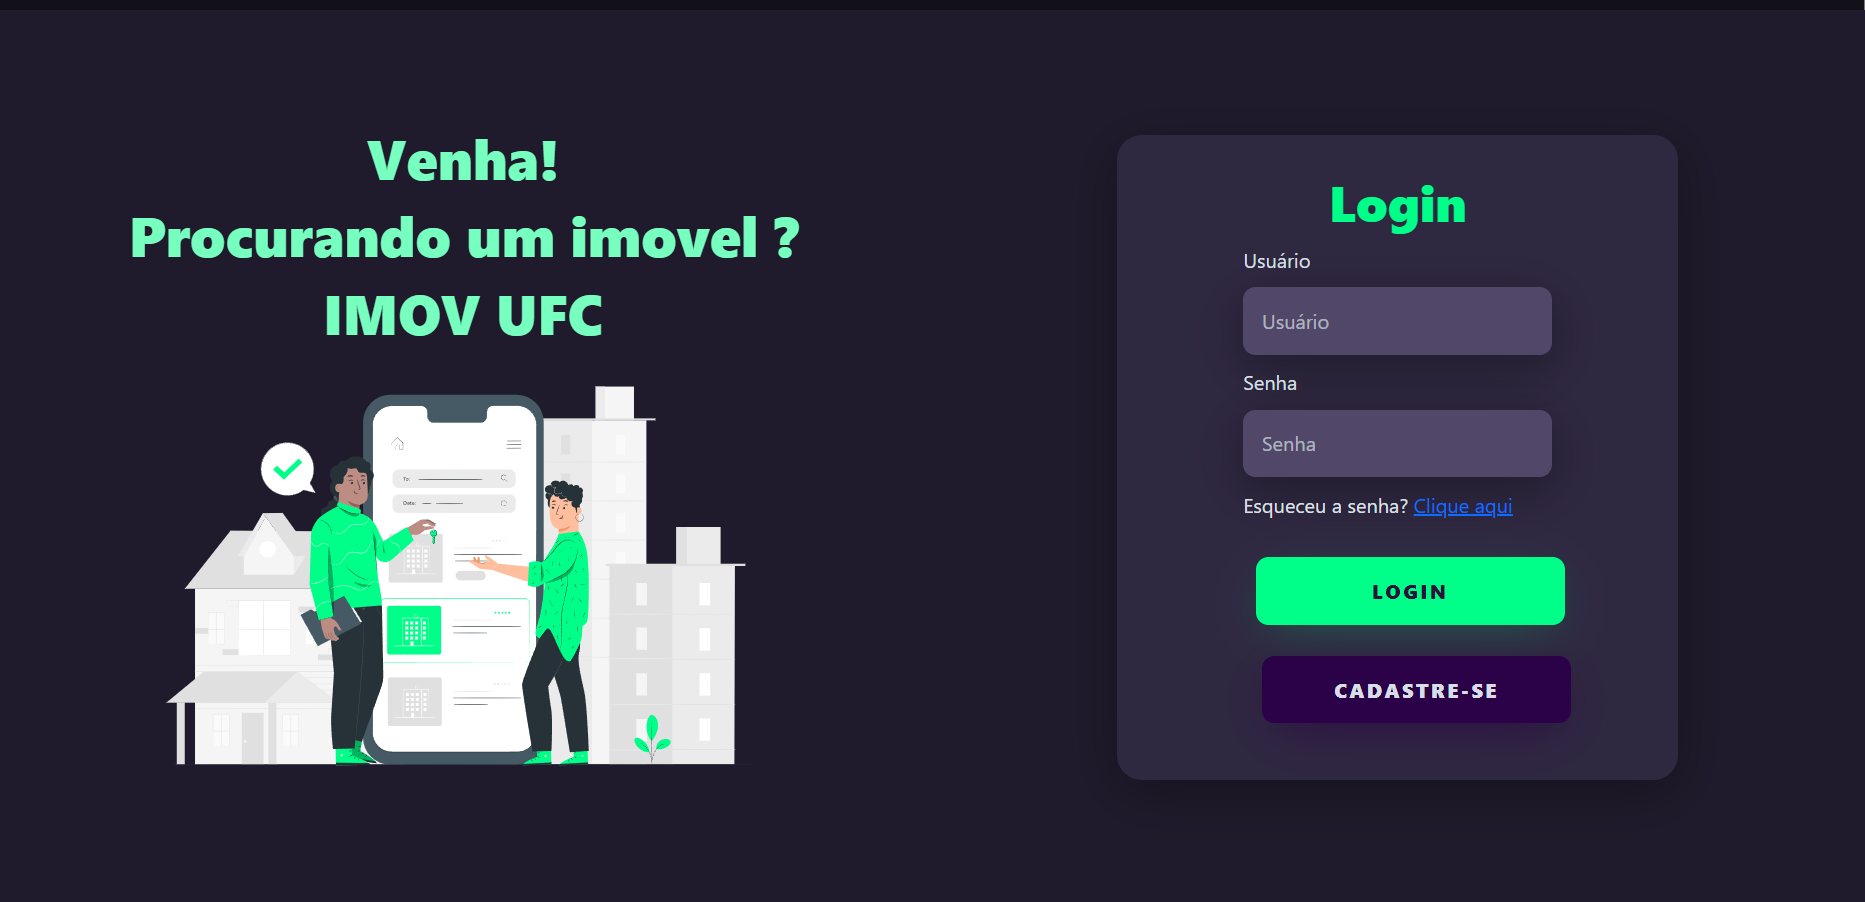 Venha!
Procurando um imovel ?
IMOV UFC
To:
Date:
Login
Usuário
Usuário
Senha
Senha
Esqueceu a senha? Clique aqui
LOGIN
CADASTRE-SE